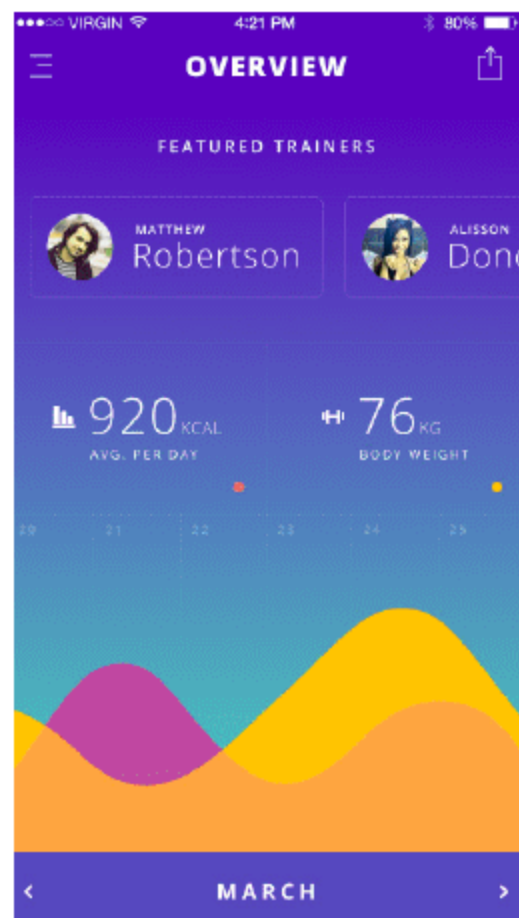 VIRGIN 4:21 PM 80%
OVERVIEW
FEATURED TRAINERS
MATTHEW
Robertson
ALISSON
920 KCAL
AVG. PER DAY
76 KG
BODY WEIGHT
20 21 22 23 24 25
MARCH